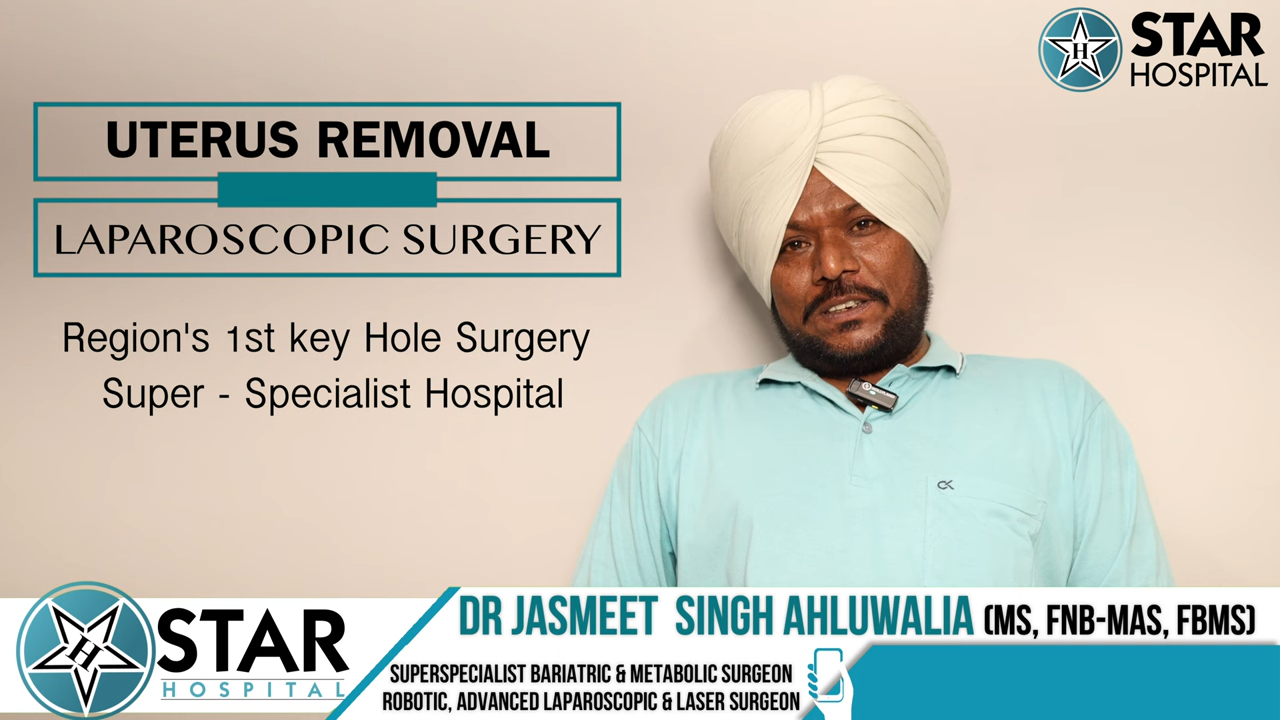 STAR
HOSPITAL
UTERUS REMOVAL
LAPAROSCOPIC SURGERY
Region's 1st key Hole Surgery
Super - Specialist Hospital
H
CK
STAR
HOSPITAL
H
DR JASMEET SINGH AHLUWALIA (MS, FNB-MAS, FBMS)
SUPERSPECIALIST BARIATRIC & METABOLIC SURGEON
ROBOTIC, ADVANCED LAPAROSCOPIC & LASER SURGEON